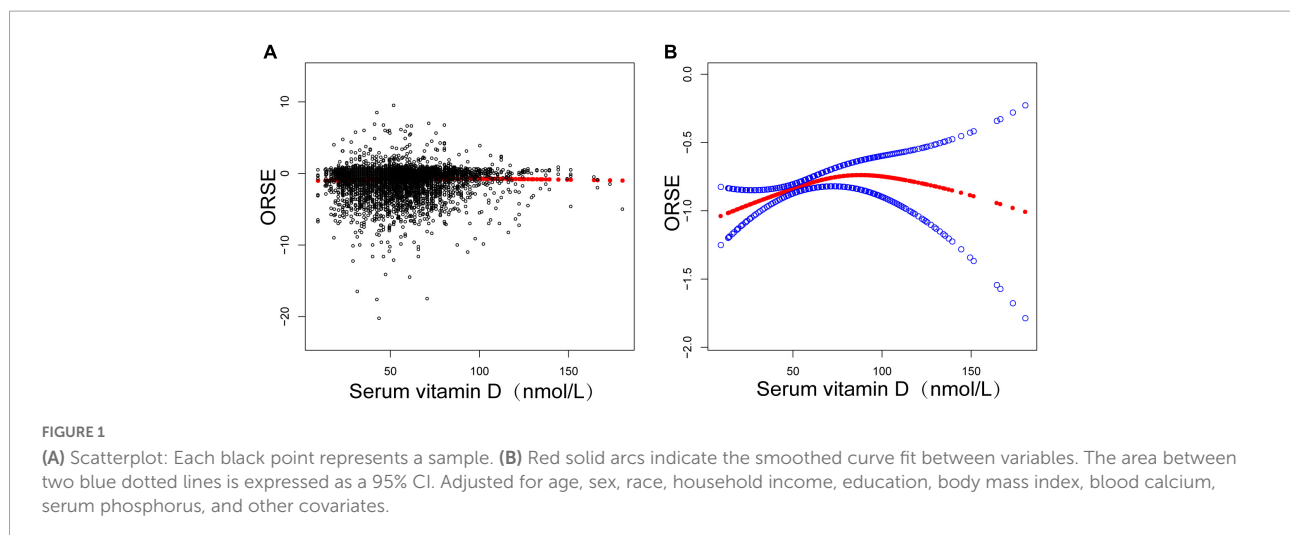 A
B
10
0
−10
−20
ORSE
50
100
150
Serum vitamin D（nmol/L）
0.0
−0.5
−1.0
−1.5
−2.0
ORSE
50
100
150
Serum vitamin D（nmol/L）
FIGURE 1
(A) Scatterplot: Each black point represents a sample. (B) Red solid arcs indicate the smoothed curve fit between variables. The area between
two blue dotted lines is expressed as a 95% CI. Adjusted for age, sex, race, household income, education, body mass index, blood calcium,
serum phosphorus, and other covariates.